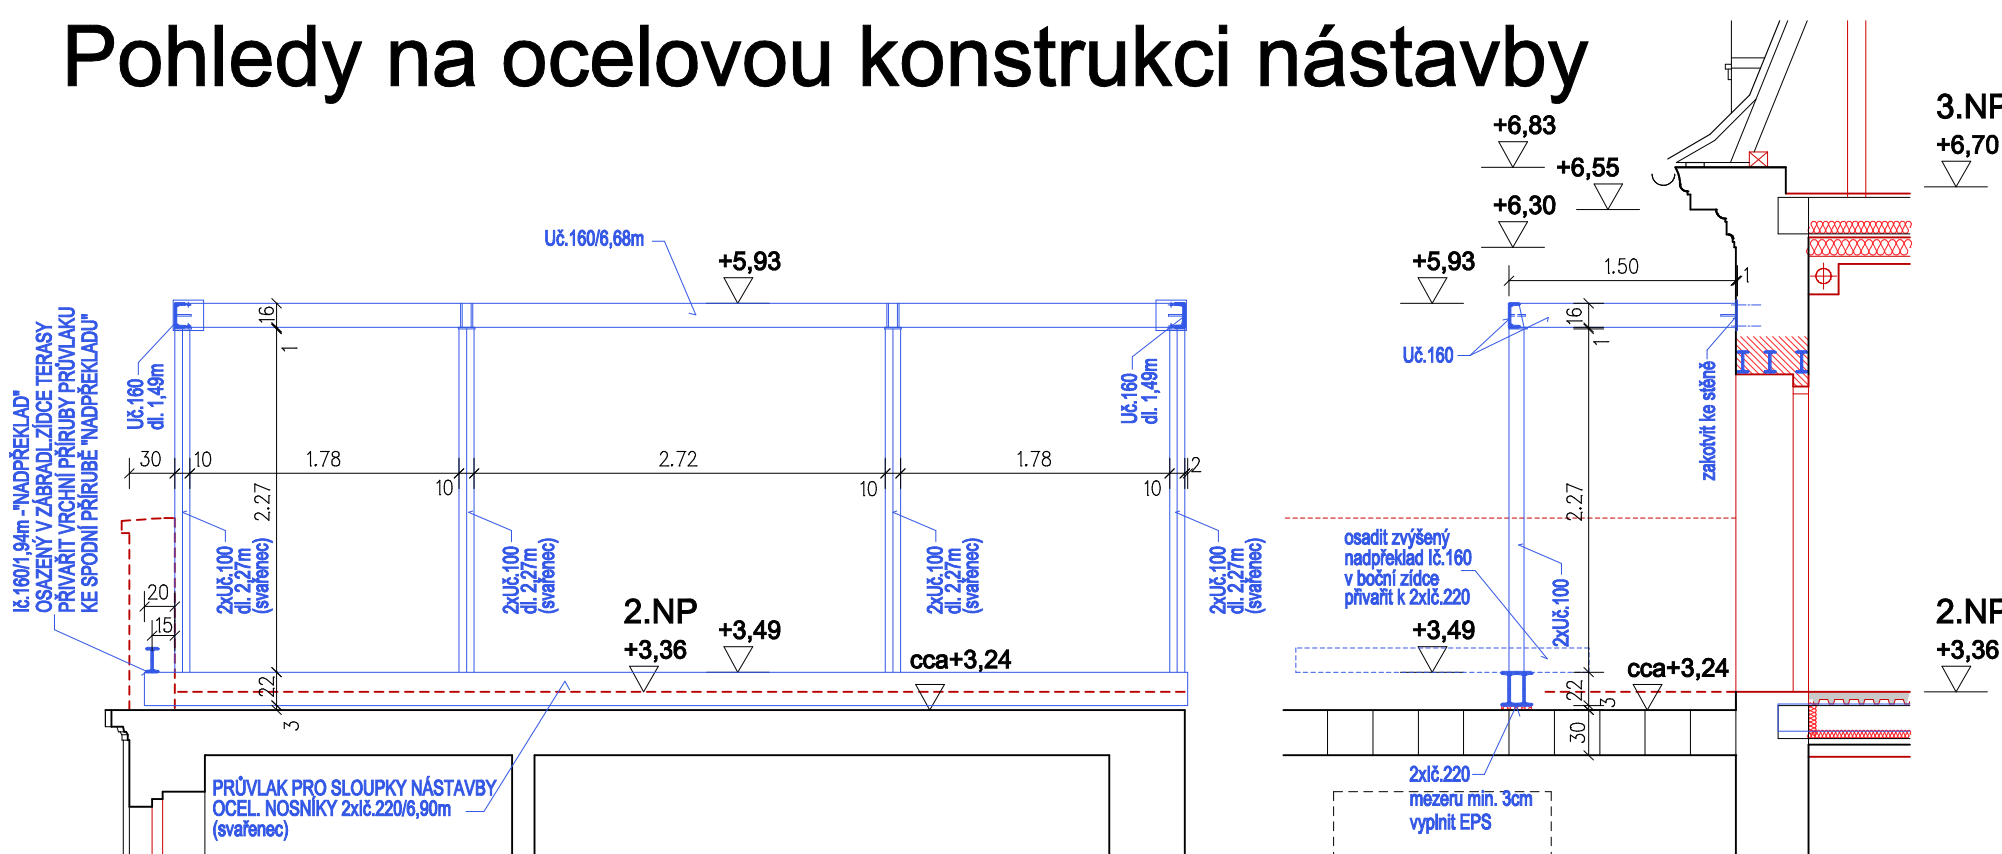 Pohledy na ocelovou konstrukci nástavby
3.NP
+6,70
+6,83
+6,55
+6,30
+5,93
1.50
1
16
1
Uč.160
zakotvit ke stěně
2.27
osadit zvýšený
nadpřeklad Ič.160
v boční zídce
přivařit k 2xIč.220
2xUč.100
+3,49
cca+3,24
22
3
30
2.NP
+3,36
2xIč.220
mezeru min. 3cm
vyplnit EPS
Uč.160/6,68m
+5,93
16
1
Uč.160
dl. 1,49m
Uč.160
dl. 1,49m
Ič.160/1,94m -"NADPŘEKLAD"
OSAZENÝ V ZÁBRADL.ZÍDCE TERASY
PŘIVAŘIT VRCHNÍ PŘÍRUBY PRŮVLAKU
KE SPODNÍ PŘÍRUBĚ "NADPŘEKLADU"
30
10
1.78
10
2.72
10
1.78
10
2
2.27
2xUč.100
dl. 2,27m
(svařenec)
2xUč.100
dl. 2,27m
(svařenec)
2xUč.100
dl. 2,27m
(svařenec)
2xUč.100
dl. 2,27m
(svařenec)
20
15
2.NP
+3,36
+3,49
cca+3,24
22
3
PRŮVLAK PRO SLOUPKY NÁSTAVBY
OCEL. NOSNÍKY 2xIč.220/6,90m
(svařenec)